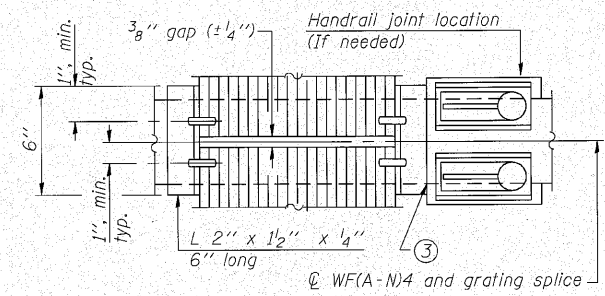 3/8" gap (±1/4")
Handrail joint location
(If needed)
1", min.
typ.
6"
1", min.
typ.
L 2" x 1 1/2" x 1/4"
6" long
3
℄ WF(A-N)4 and grating splice